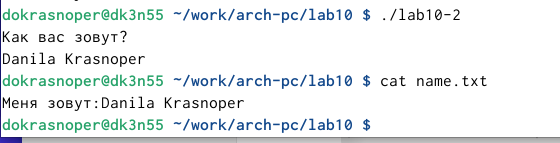 dokrasnoper@dk3n55 ~/work/arch-pc/lab10 $ ./lab10-2
Как вас зовут?
Danila Krasnoper
dokrasnoper@dk3n55 ~/work/arch-pc/lab10 $ cat name.txt
Меня зовут:Danila Krasnoper
dokrasnoper@dk3n55 ~/work/arch-pc/lab10 $